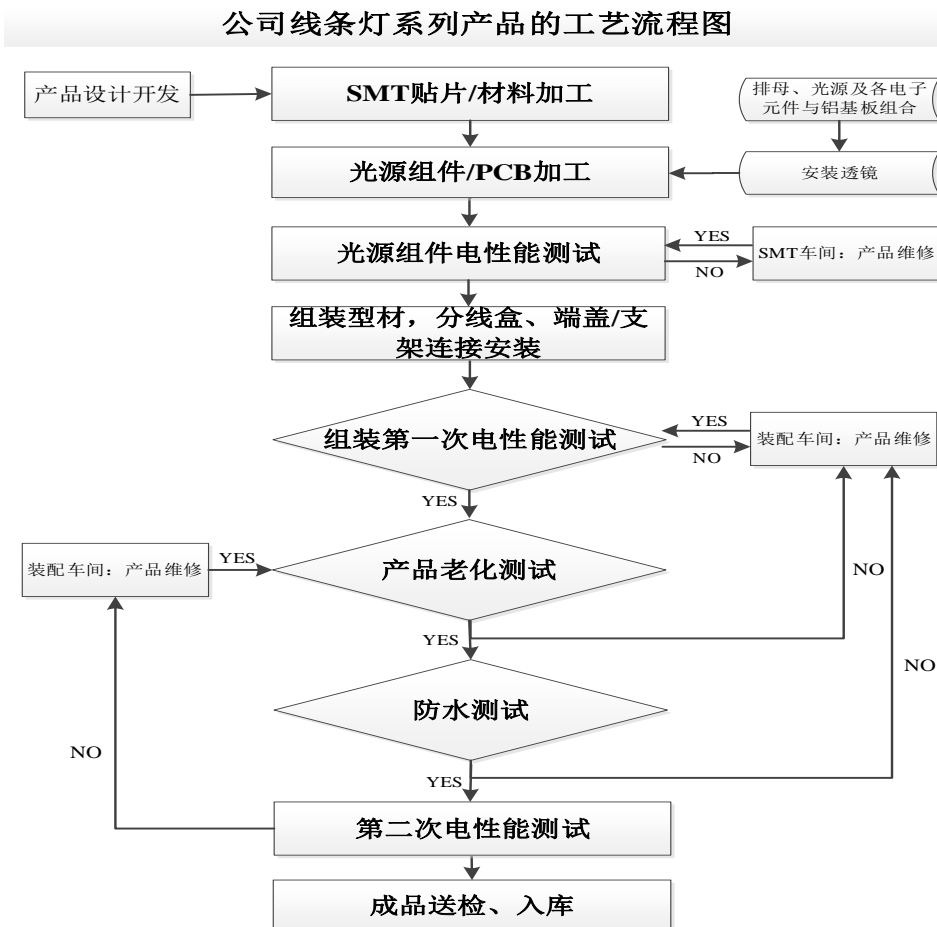 公司线条灯系列产品的工艺流程图
产品设计开发
SMT贴片/材料加工
排母、光源及各电子
元件与铝基板组合
光源组件/PCB加工
安装透镜
光源组件电性能测试
YES
NO
SMT车间：产品维修
组装型材，分线盒、端盖/支
架连接安装
组装第一次电性能测试
YES
NO
装配车间：产品维修
YES
装配车间：产品维修
YES
产品老化测试
NO
YES
NO
防水测试
NO
YES
第二次电性能测试
成品送检、入库